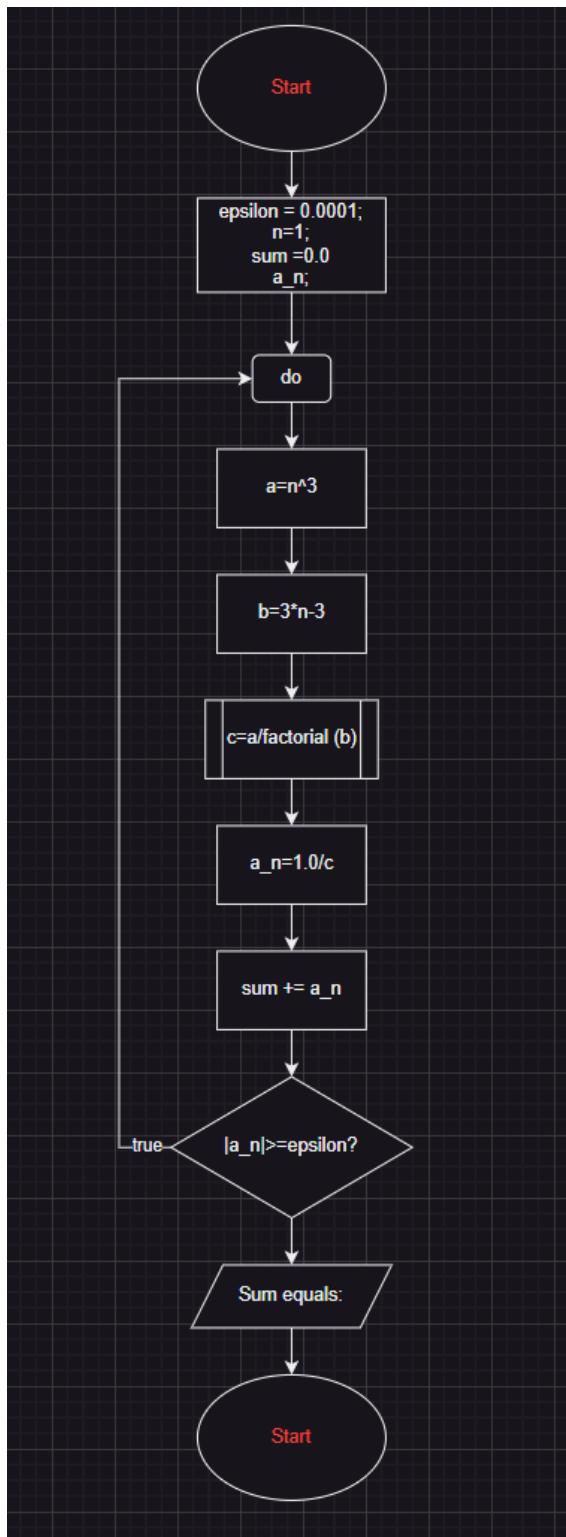 Start
epsilon = 0.0001;
n=1;
sum =0.0
a_n;
do
a=n^3
b=3*n-3
c=a/factorial (b)
a_n=1.0/c
sum += a_n
true
|a_n|>=epsilon?
Sum equals:
Start